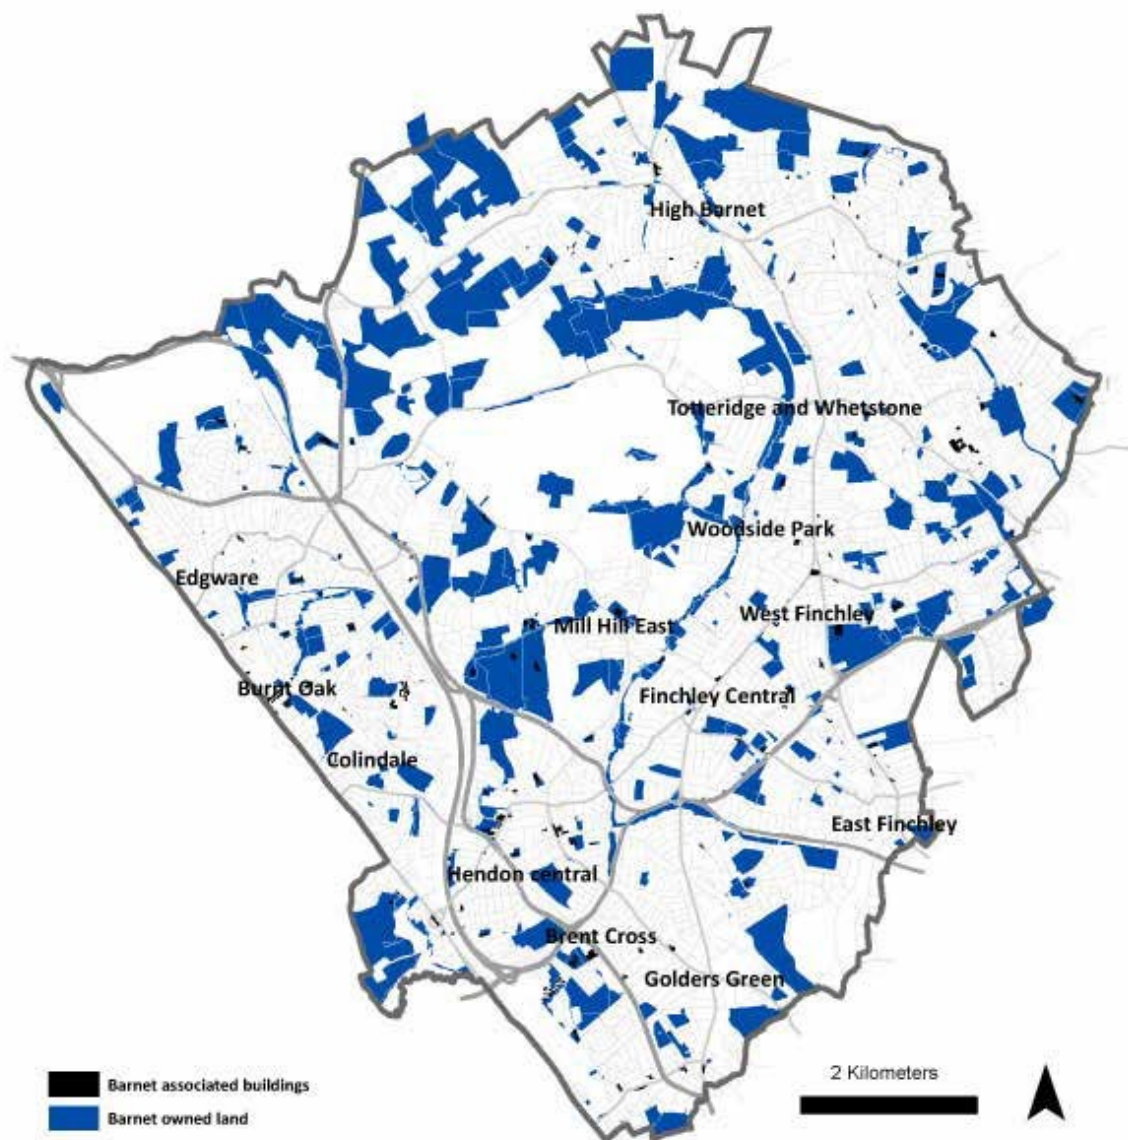 High Barnet
Totteridge and Whetstone
Woodside Park
Edgware
West Finchley
Mill Hill East
Burnt Oak
Finchley Central
Colindale
East Finchley
Hendon central
Brent Cross
Golders Green
2 Kilometers
Barnet associated buildings
Barnet owned land